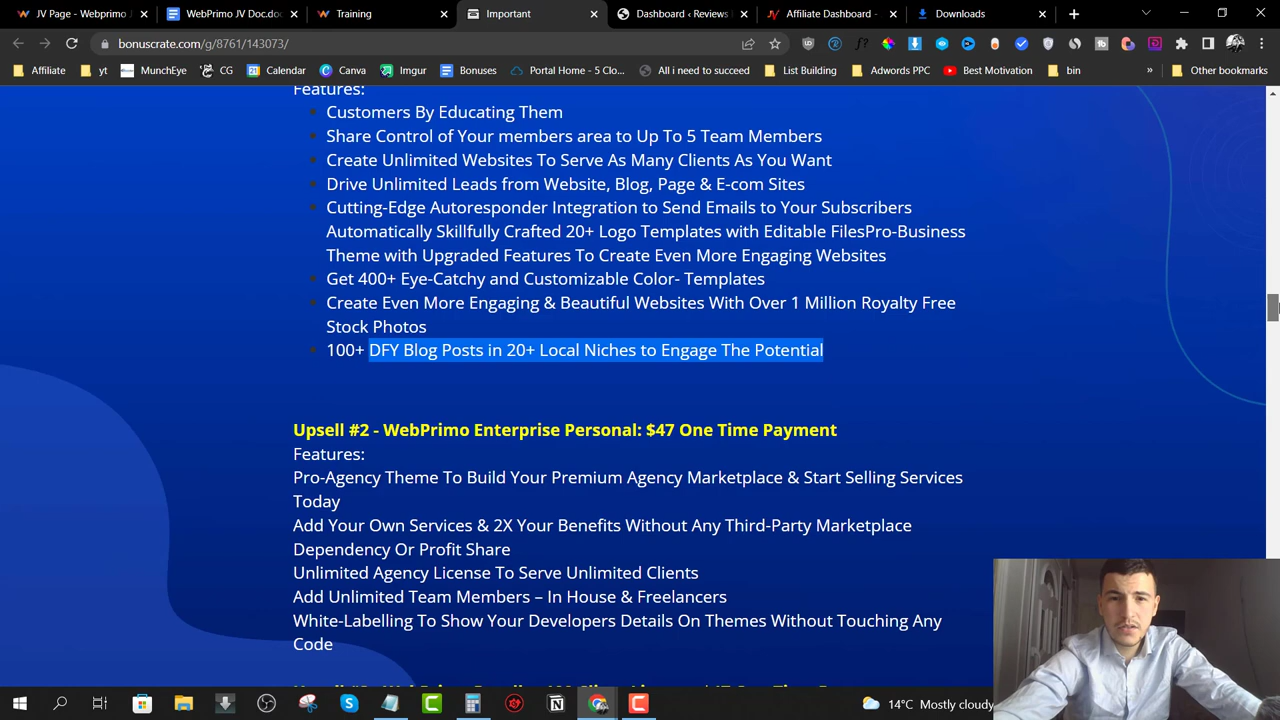 JV Page - Webprimo JV
WebPrimo JV Doc.doc
Training
Important
Dashboard ‹ Reviews
Affiliate Dashboard -
Downloads
bonuscrate.com/g/8761/143073/
Affiliate
yt
MunchEye
CG
Calendar
Canva
Imgur
Bonuses
Portal Home - 5 Clo...
All i need to succeed
List Building
Adwords PPC
Best Motivation
bin
»
Other bookmarks
Features:
Customers By Educating Them
Share Control of Your members area to Up To 5 Team Members
Create Unlimited Websites To Serve As Many Clients As You Want
Drive Unlimited Leads from Website, Blog, Page & E-com Sites
Cutting-Edge Autoresponder Integration to Send Emails to Your Subscribers
Automatically Skillfully Crafted 20+ Logo Templates with Editable FilesPro-Business
Theme with Upgraded Features To Create Even More Engaging Websites
Get 400+ Eye-Catchy and Customizable Color- Templates
Create Even More Engaging & Beautiful Websites With Over 1 Million Royalty Free
Stock Photos
100+ DFY Blog Posts in 20+ Local Niches to Engage The Potential
Upsell #2 - WebPrimo Enterprise Personal: $47 One Time Payment
Features:
Pro-Agency Theme To Build Your Premium Agency Marketplace & Start Selling Services
Today
Add Your Own Services & 2X Your Benefits Without Any Third-Party Marketplace
Dependency Or Profit Share
Unlimited Agency License To Serve Unlimited Clients
Add Unlimited Team Members – In House & Freelancers
White-Labelling To Show Your Developers Details On Themes Without Touching Any
Code
14°C Mostly cloudy